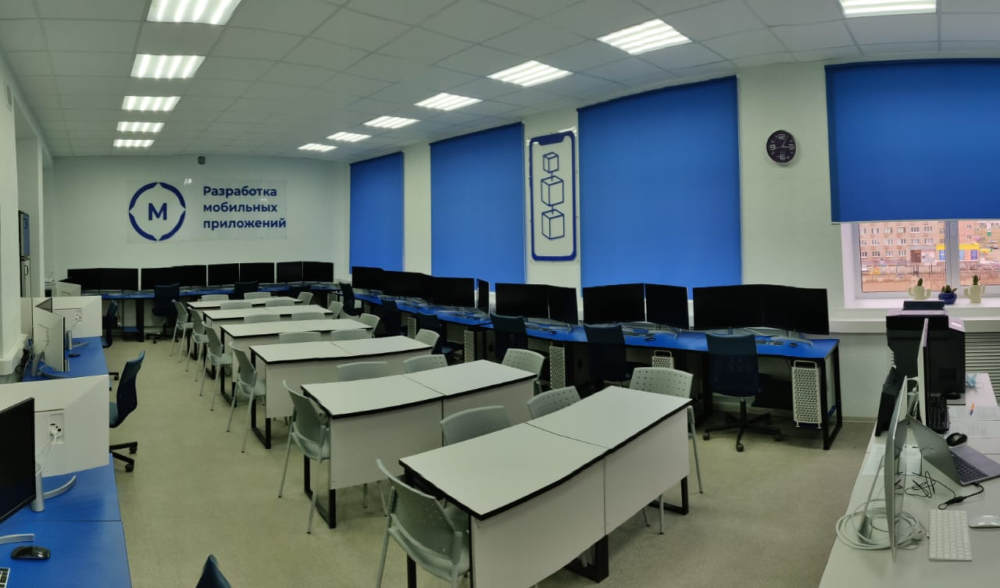 М
Разработка
мобильных
приложений